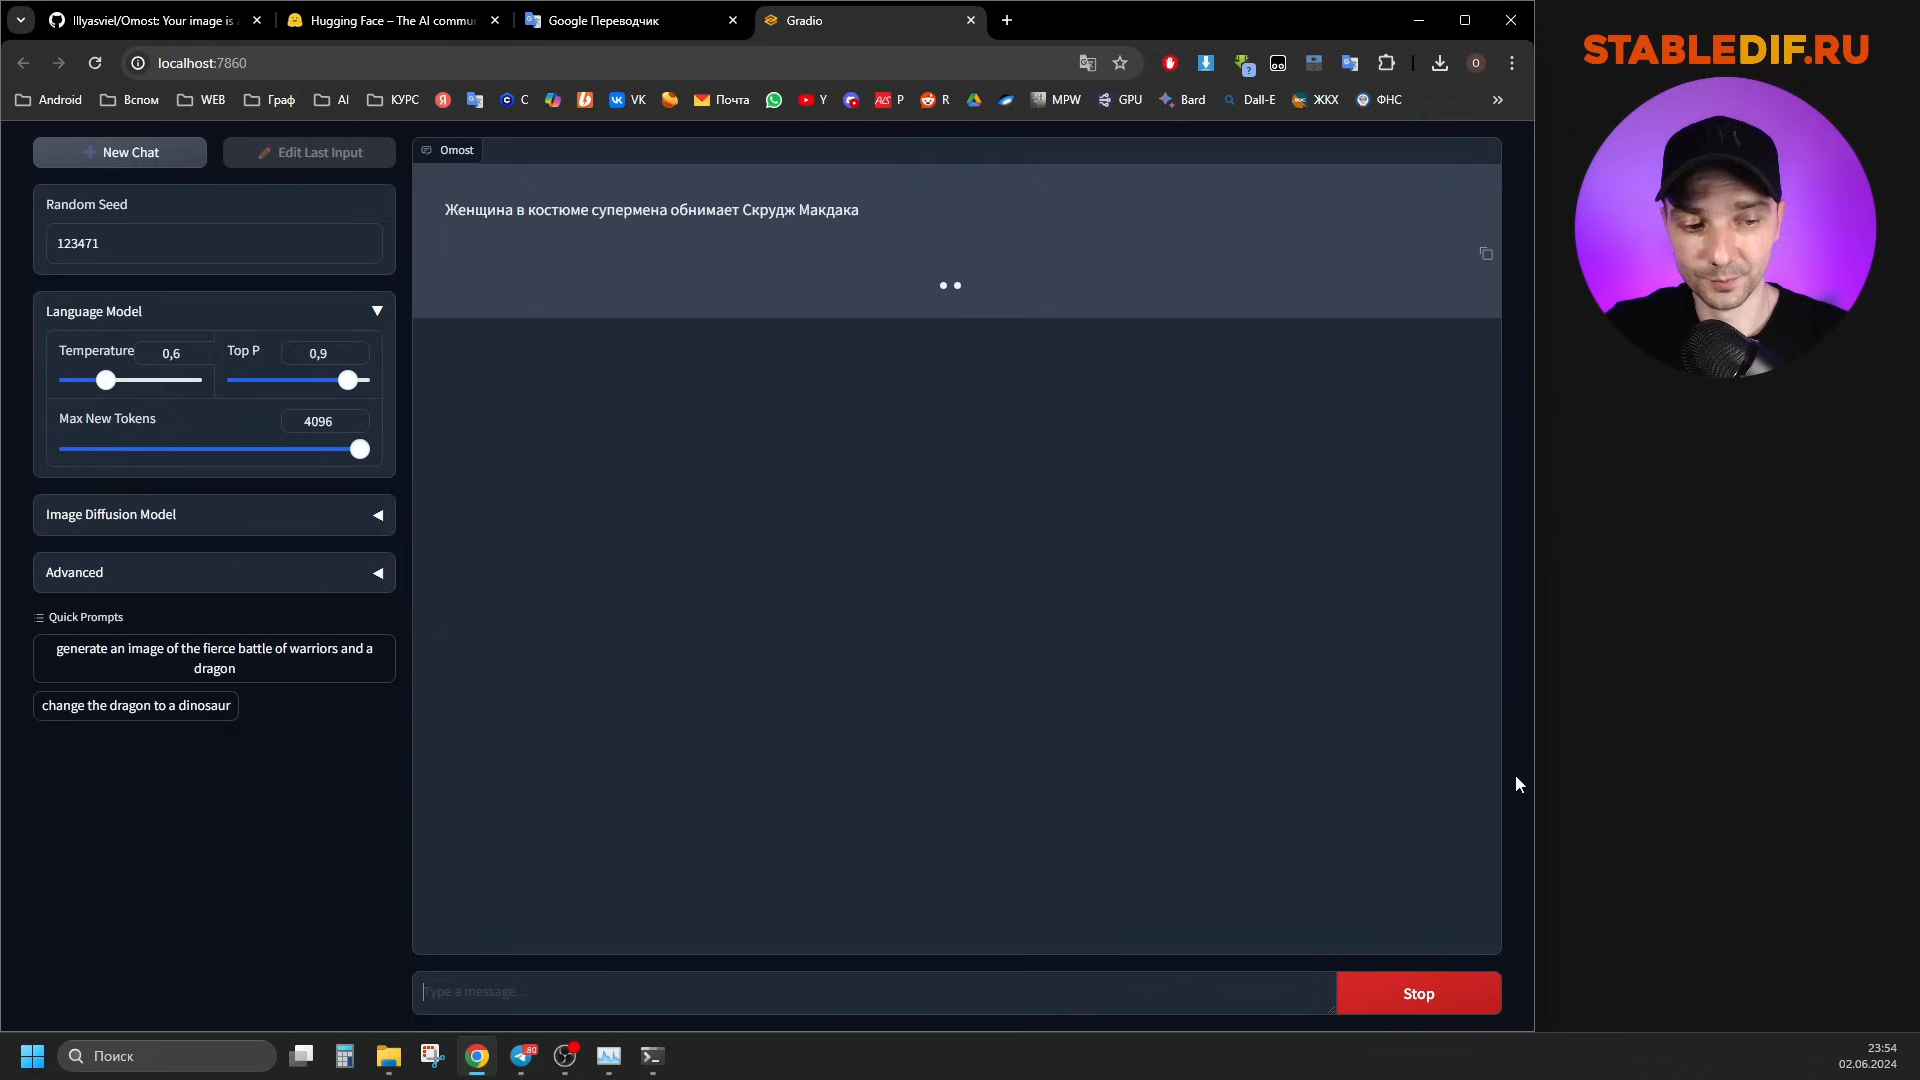 lllyasviel/Omost: Your image is
Hugging Face – The AI commu
Google Переводчик
Gradio
STABLEDIF.RU
localhost:7860
O
Android
Вспом
WEB
Граф
AI
КУРС
C
VK
Почта
Y
P
R
MPW
GPU
Bard
Dall-E
ЖКХ
ФНС
New Chat
Edit Last Input
Omost
Random Seed
123471
Женщина в костюме супермена обнимает Скрудж Макдака
Language Model
Temperature
0,6
Top P
0,9
Max New Tokens
4096
Image Diffusion Model
Advanced
Quick Prompts
generate an image of the fierce battle of warriors and a
dragon
change the dragon to a dinosaur
Type a message...
Stop
Поиск
80
23:54
02.06.2024